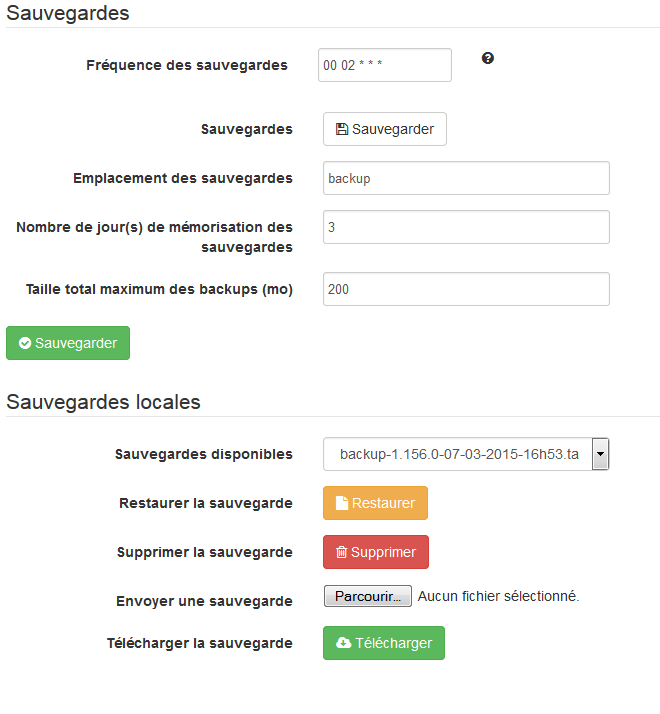 Sauvegardes
Fréquence des sauvegardes 00 02 * * *
Sauvegardes Sauvegarder
Emplacement des sauvegardes backup
Nombre de jour(s) de mémorisation des
sauvegardes 3
Taille total maximum des backups (mo) 200
Sauvegarder
Sauvegardes locales
Sauvegardes disponibles backup-1.156.0-07-03-2015-16h53.ta
Restaurer la sauvegarde Restaurer
Supprimer la sauvegarde Supprimer
Envoyer une sauvegarde Parcourir... Aucun fichier sélectionné.
Télécharger la sauvegarde Télécharger